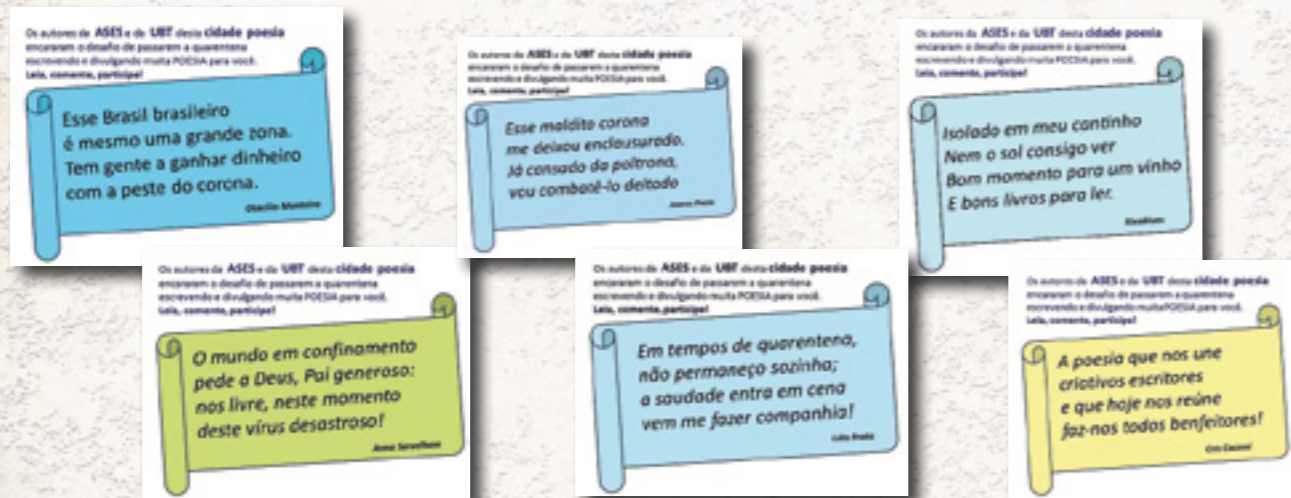 Os autores da ASES e da UBT desta cidade poesia
encararam o desafio de passarem a quarentena
escrevendo e divulgando muita POESIA para você.
Leia, comente, participe!
Esse Brasil brasileiro
é mesmo uma grande zona.
Tem gente a ganhar dinheiro
com a peste do corona.
Monteiro
Os autores da ASES e da UBT desta cidade poesia
encararam o desafio de passarem a quarentena
escrevendo e divulgando muita POESIA para você.
Leia, comente, participe!
Esse maldito corona
me deixou enclausurado.
Já cansado da poltrona,
vou combatê-lo deitado
Os autores da ASES e da UBT desta cidade poesia
encararam o desafio de passarem a quarentena
escrevendo e divulgando muita POESIA para você.
Leia, comente, participe!
Isolado em meu cantinho
Nem o sol consigo ver
Bom momento para um vinho
E bons livros para ler.
Os autores da ASES e da UBT desta cidade poesia
encararam o desafio de passarem a quarentena
escrevendo e divulgando muita POESIA para você.
Leia, comente, participe!
O mundo em confinamento
pede a Deus, Pai generoso:
nos livre, neste momento
deste vírus desastroso!
Anna Servelhere
Os autores da ASES e da UBT desta cidade poesia
encararam o desafio de passarem a quarentena
escrevendo e divulgando muita POESIA para você.
Leia, comente, participe!
Em tempos de quarentena,
não permaneço sozinha;
a saudade entra em cena
vem me fazer companhia!
Os autores da ASES e da UBT desta cidade poesia
encararam o desafio de passarem a quarentena
escrevendo e divulgando muita POESIA para você.
Leia, comente, participe!
A poesia que nos une
criativos escritores
e que hoje nos reúne
faz-nos todos benfeitores!